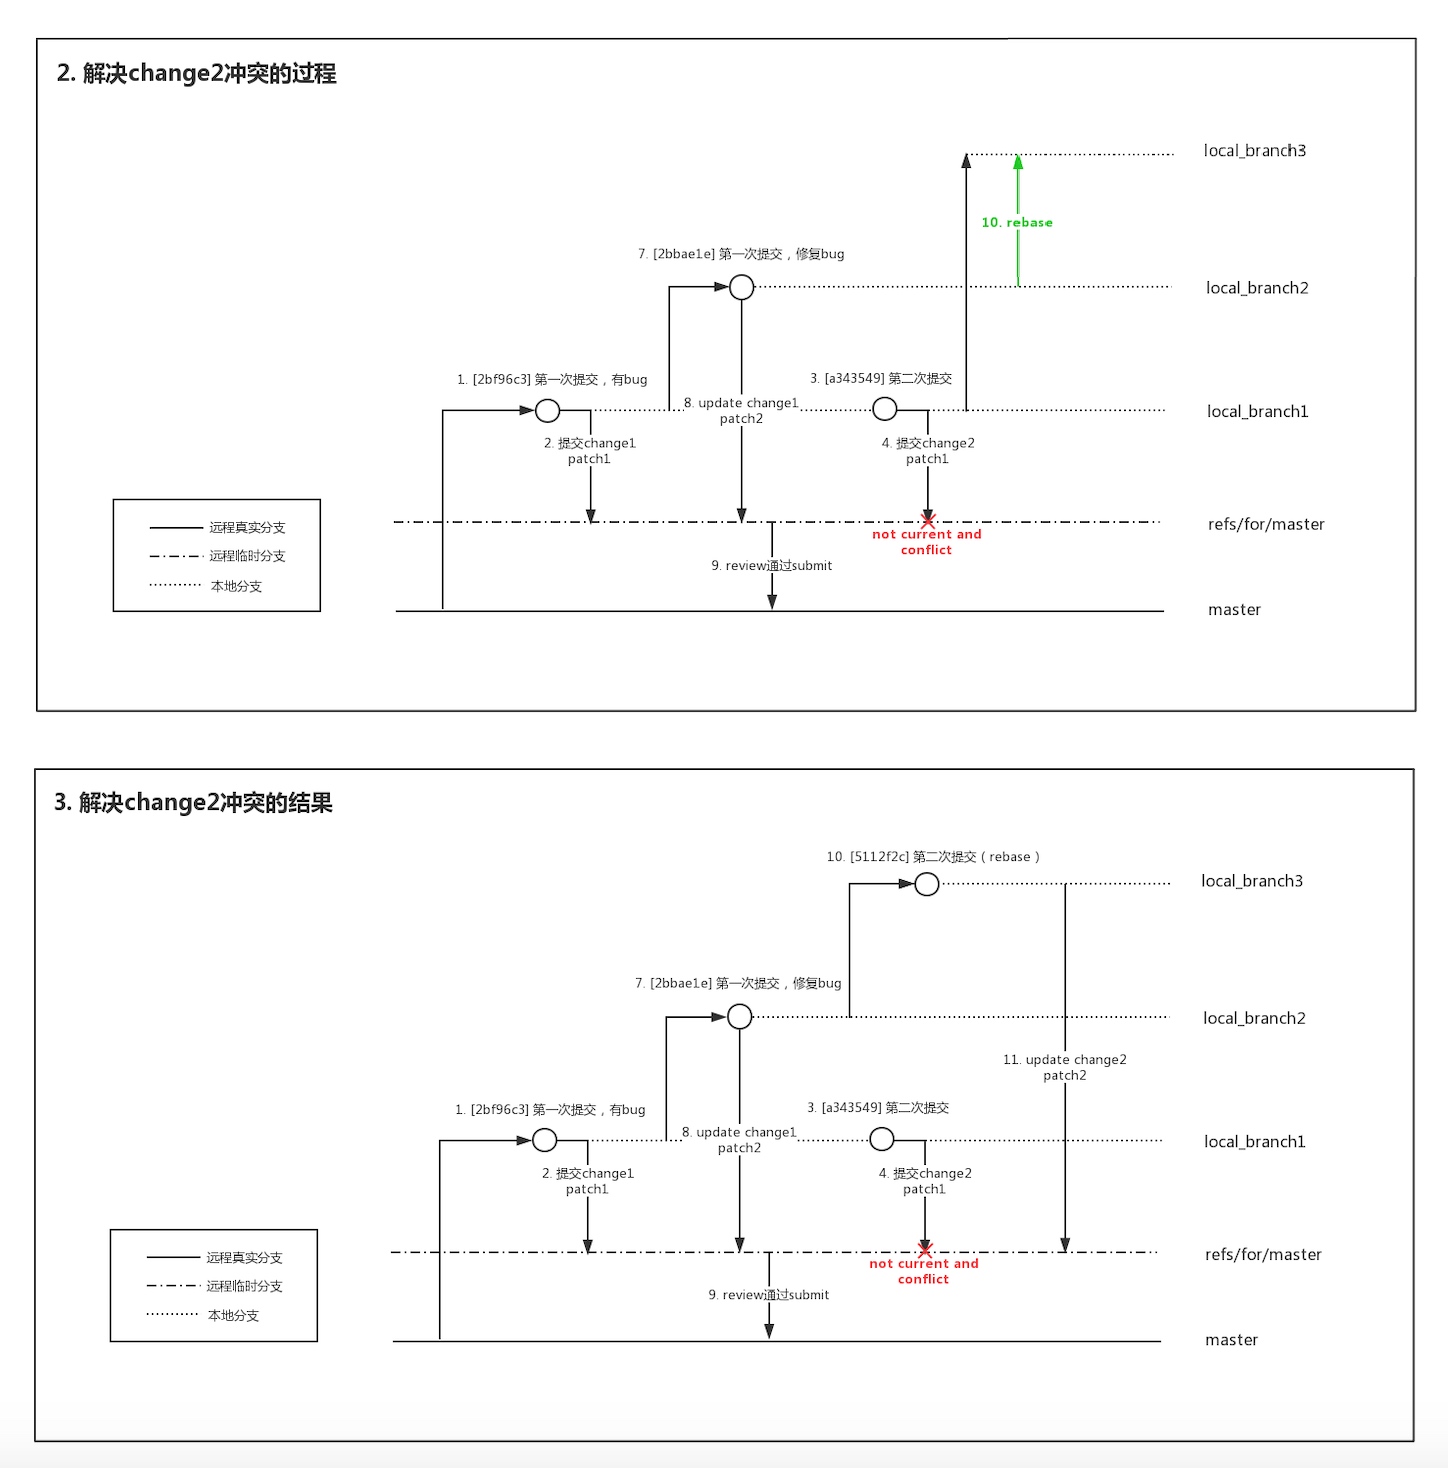 2. 解决change2冲突的过程
local_branch3
10. rebase
7. [2bbae1e] 第一次提交，修复bug
local_branch2
1. [2bf96c3] 第一次提交，有bug
3. [a343549] 第二次提交
8. update change1
patch2
local_branch1
2. 提交change1
patch1
4. 提交change2
patch1
远程真实分支
远程临时分支
本地分支
refs/for/master
not current and
conflict
9. review通过submit
master
3. 解决change2冲突的结果
10. [5112f2c] 第二次提交（rebase）
local_branch3
7. [2bbae1e] 第一次提交，修复bug
local_branch2
11. update change2
patch2
1. [2bf96c3] 第一次提交，有bug
3. [a343549] 第二次提交
8. update change1
patch2
local_branch1
2. 提交change1
patch1
4. 提交change2
patch1
远程真实分支
远程临时分支
本地分支
refs/for/master
not current and
conflict
9. review通过submit
master